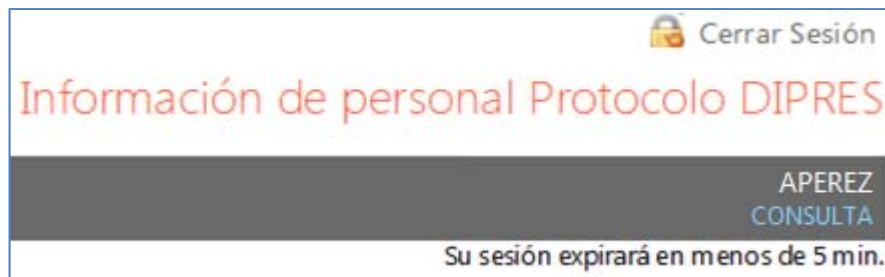 Cerrar Sesión
Información de personal Protocolo DIPRES
APEREZ
CONSULTA
Su sesión expirará en menos de 5 min.